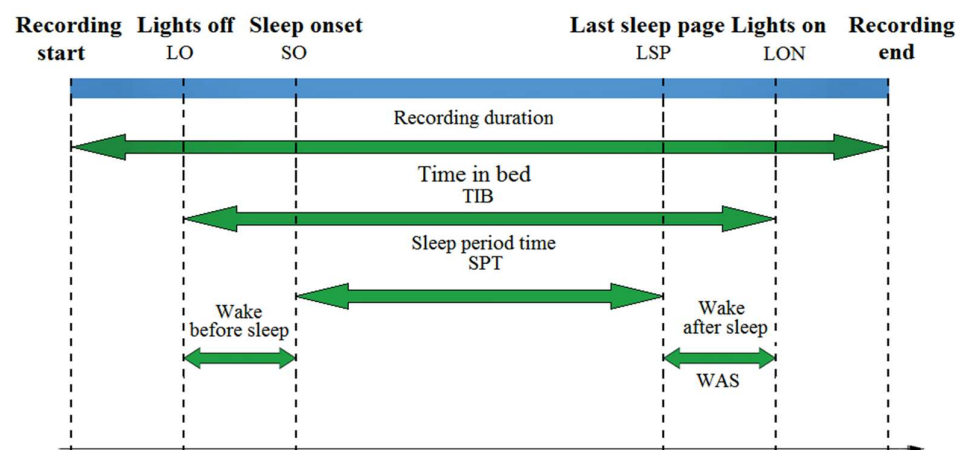 Recording start
Lights off
LO
Sleep onset
SO
Last sleep page
LSP
Lights on
LON
Recording end
Recording duration
Time in bed
TIB
Sleep period time
SPT
Wake
before sleep
Wake
after sleep
WAS